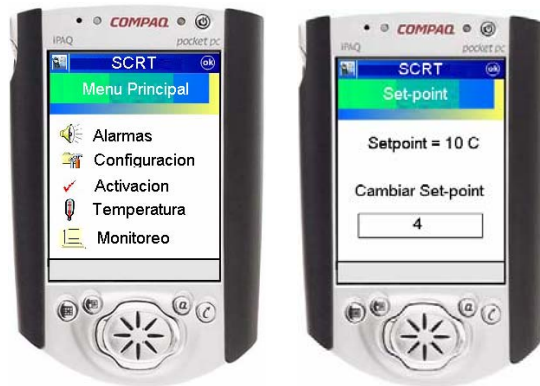 COMPAQ
iPAQ
pocket pc
SCRT
ok
Menu Principal
Alarmas
Configuracion
Activacion
Temperatura
Monitoreo
COMPAQ
iPAQ
pocket pc
SCRT
ok
Set-point
Setpoint = 10 C
Cambiar Set-point
4